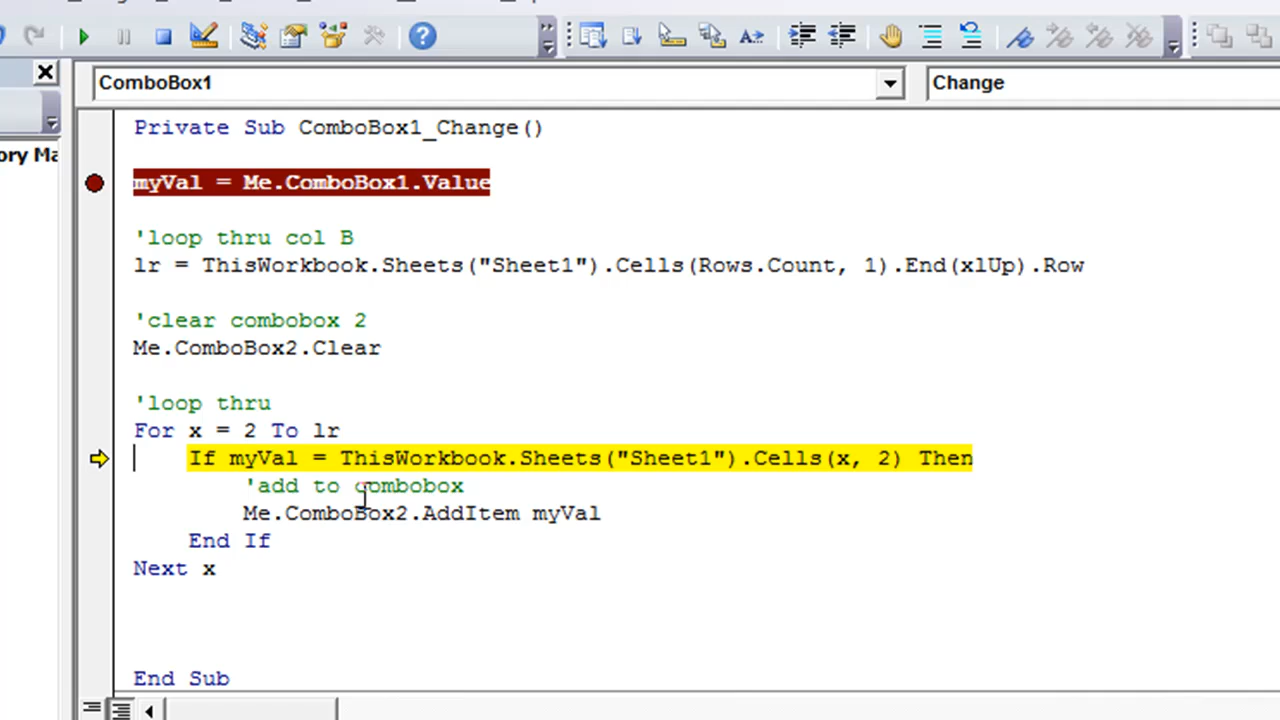 ComboBox1
Change
ory Ma
Private Sub ComboBox1_Change()
myVal = Me.ComboBox1.Value
'loop thru col B
lr = ThisWorkbook.Sheets("Sheet1").Cells(Rows.Count, 1).End(xlUp).Row
'clear combobox 2
Me.ComboBox2.Clear
'loop thru
For x = 2 To lr
If myVal = ThisWorkbook.Sheets("Sheet1").Cells(x, 2) Then
'add to combobox
Me.ComboBox2.AddItem myVal
End If
Next x
End Sub